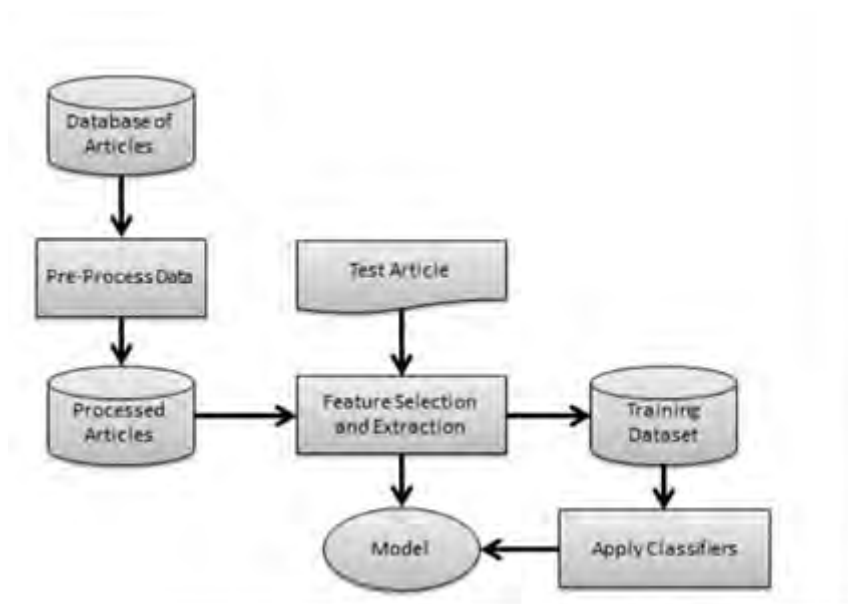 Database of
Articles
Pre-Process Data
Test Article
Processed
Articles
Feature Selection
and Extraction
Training
Dataset
Model
Apply Classifiers